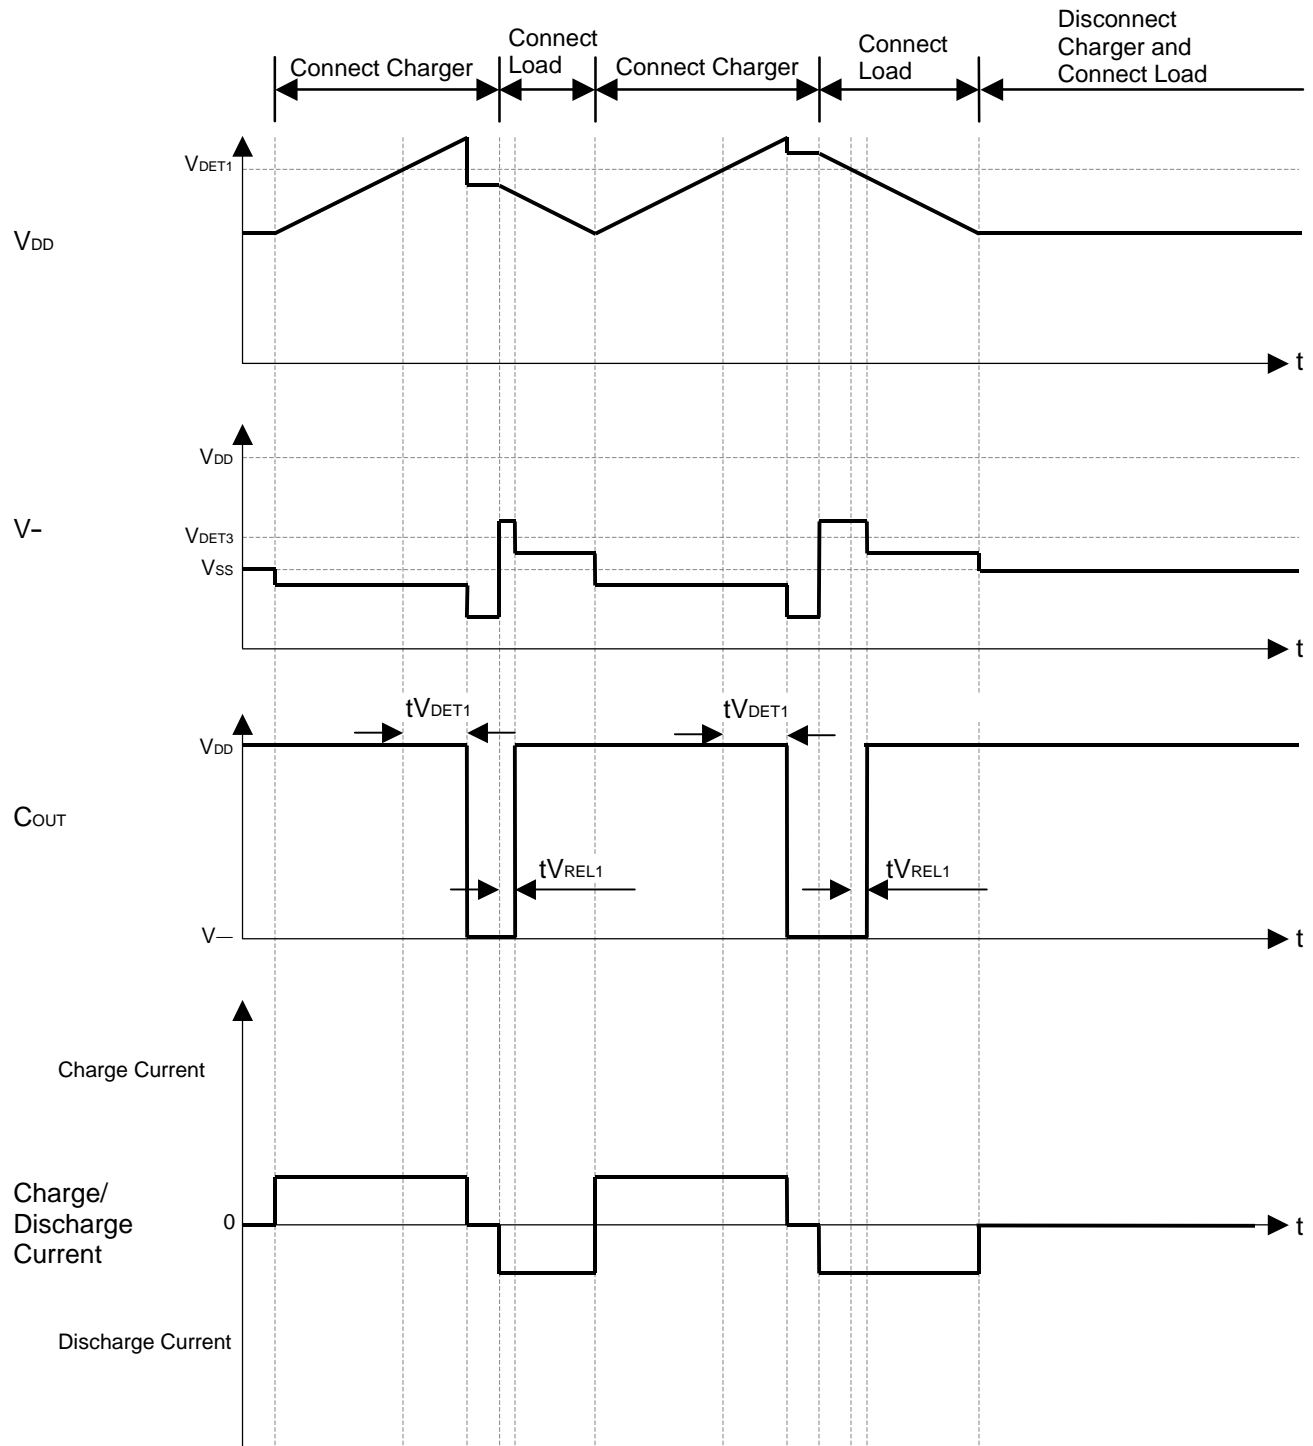 Connect Charger
Connect
Load
Connect Charger
Connect
Load
Disconnect
Charger and
Connect Load
VDET1
VDD
t
VDD
V-
VDET3
VSS
t
tVDET1
tVDET1
VDD
COUT
tVREL1
tVREL1
V—
t
Charge Current
Charge/
Discharge
Current
0
t
Discharge Current